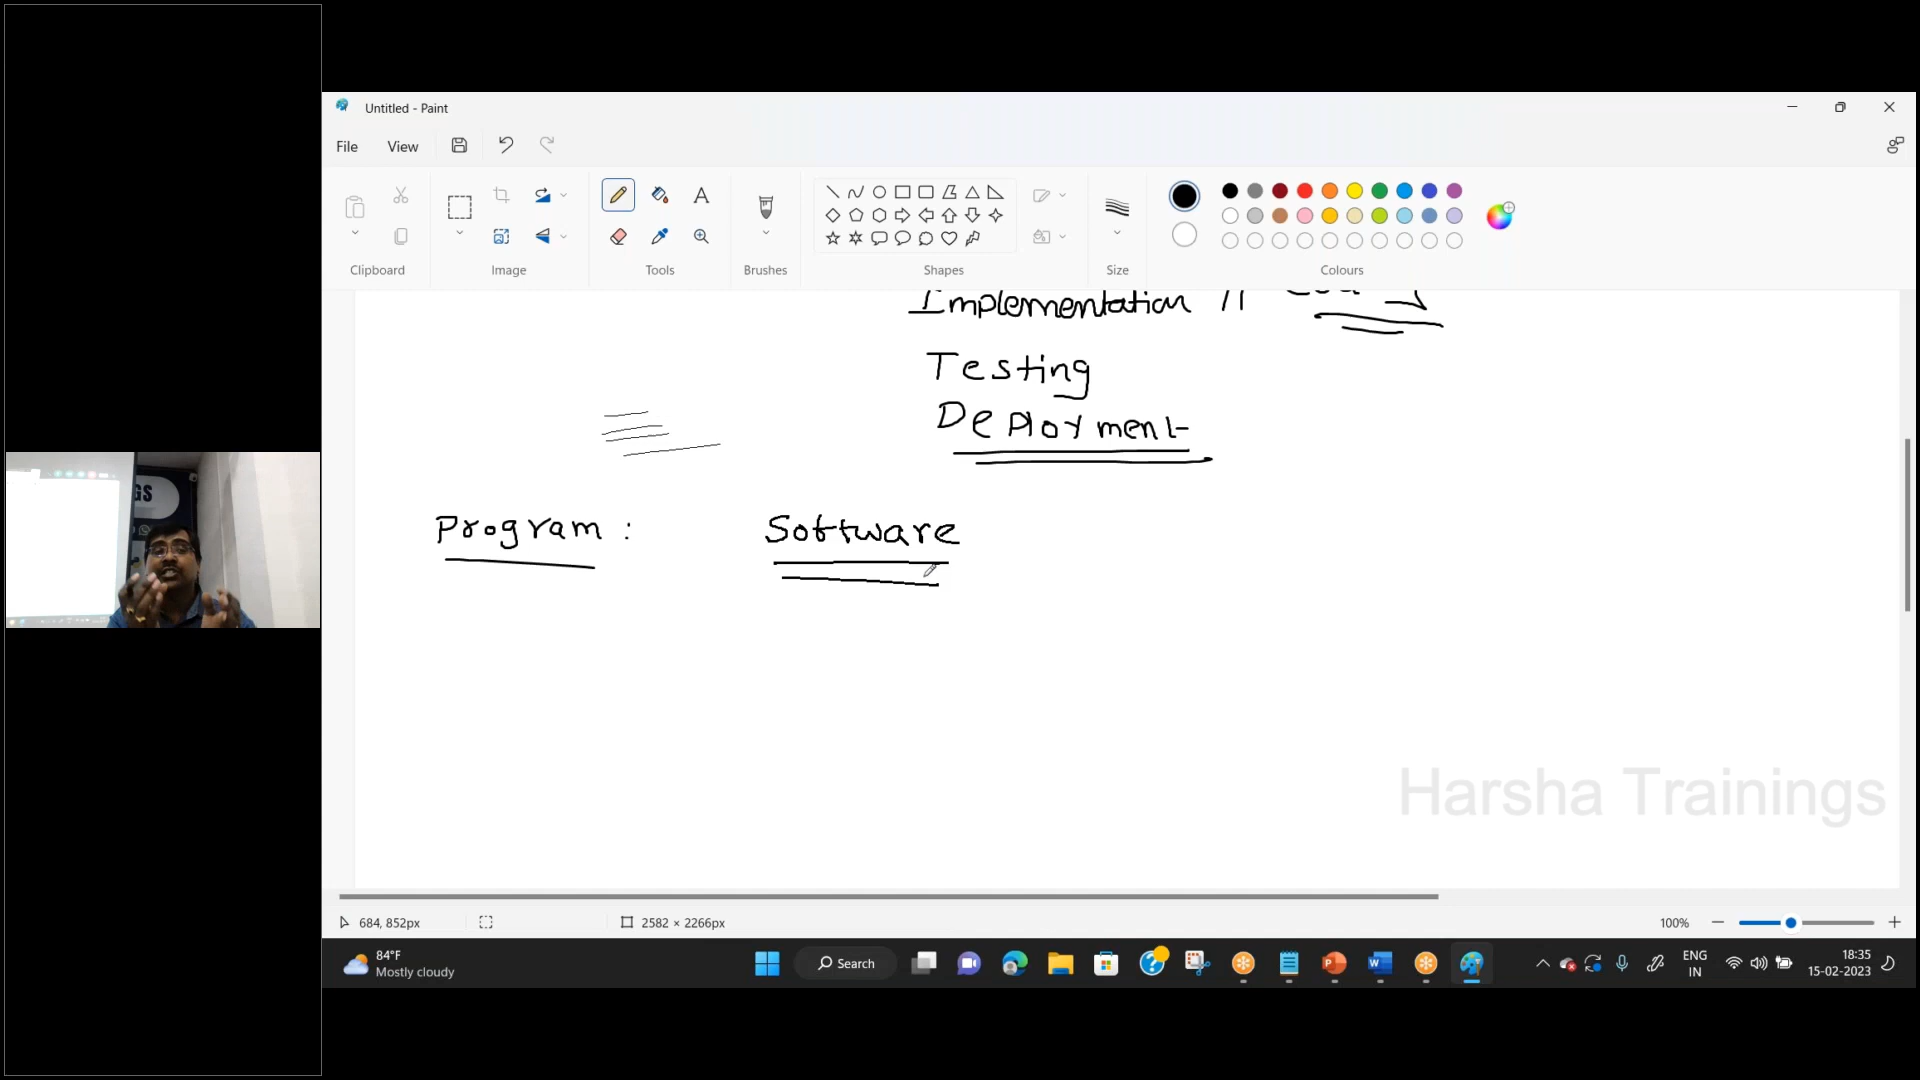 Untitled - Paint
File View
Clipboard Image Tools Brushes Shapes Size Colours
Implementation //
Testing
Deployment
Program : Software
GS
Harsha Trainings
684, 852px 2582 × 2266px 100%
84°F
Mostly cloudy
Search
ENG
IN
18:35
15-02-2023